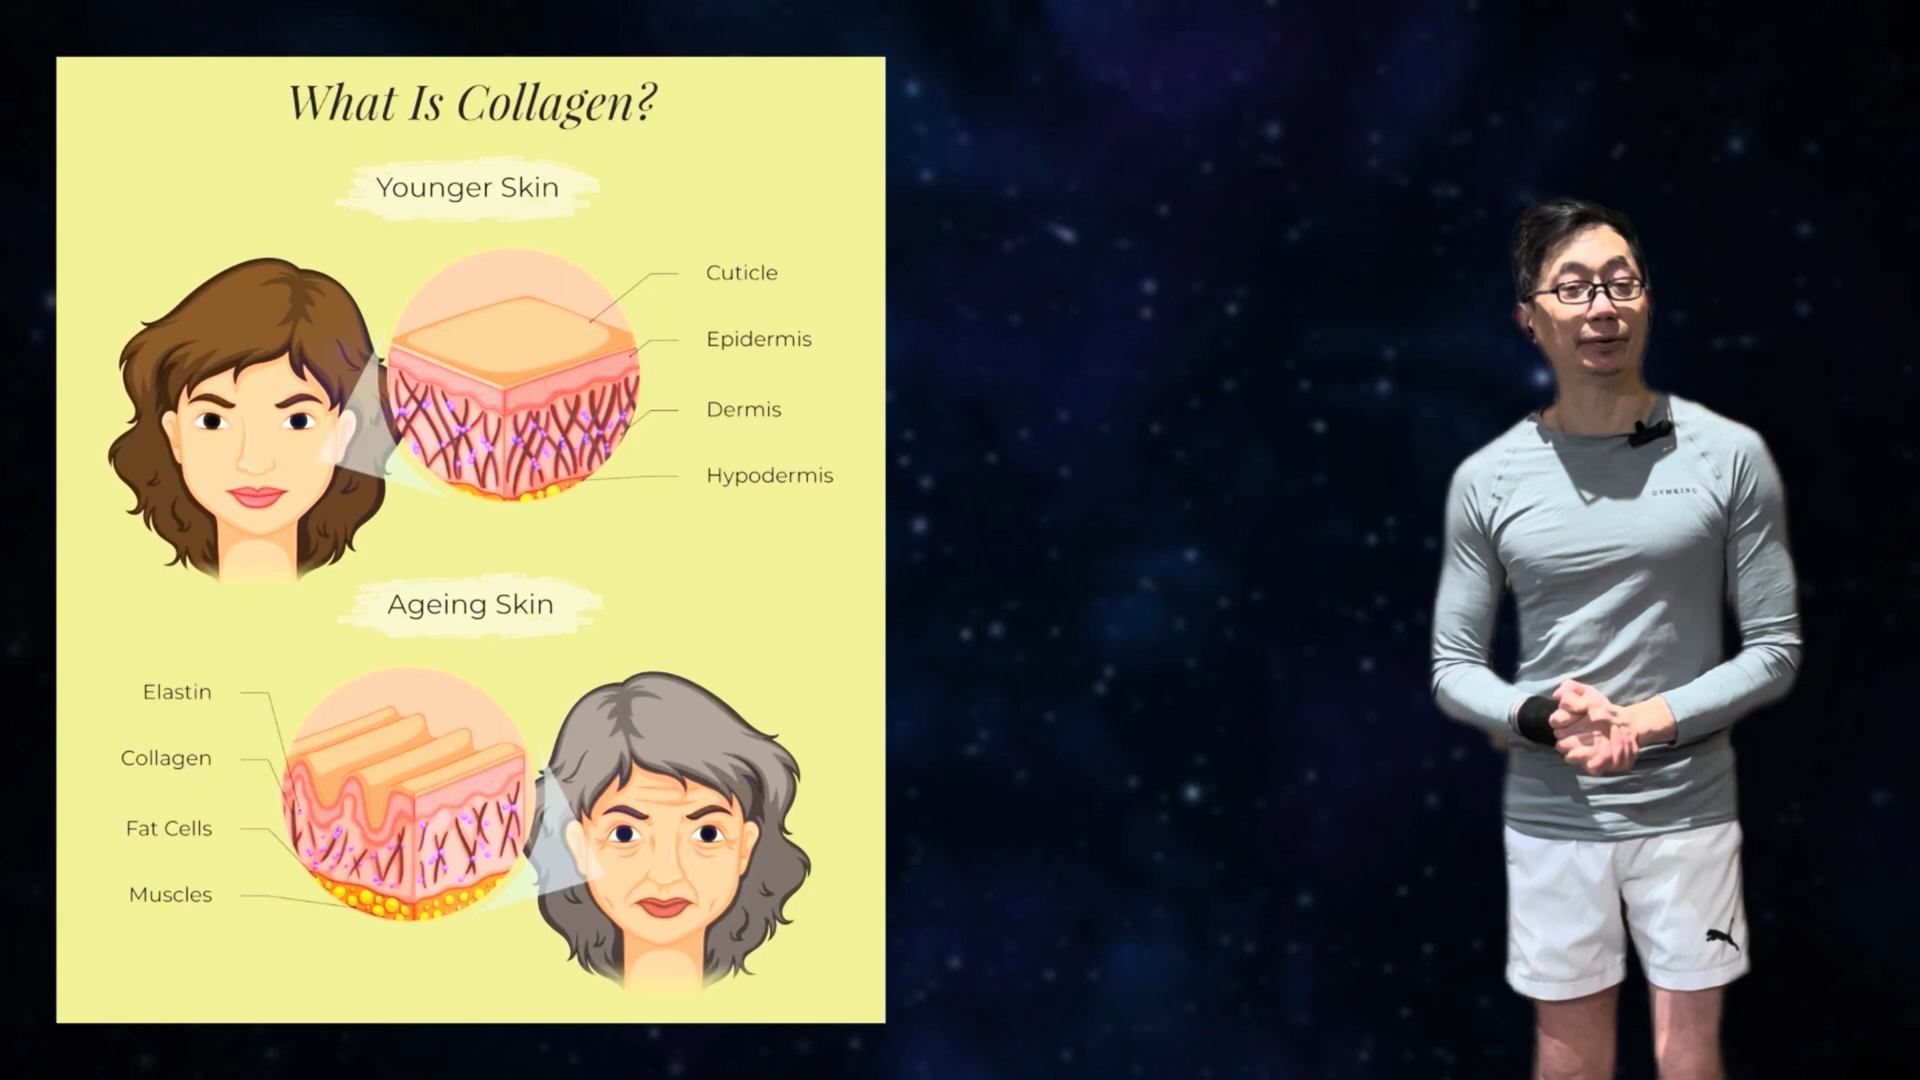 What Is Collagen?
Younger Skin
Cuticle
Epidermis
Dermis
Hypodermis
Ageing Skin
Elastin
Collagen
Fat Cells
Muscles
GYMKING